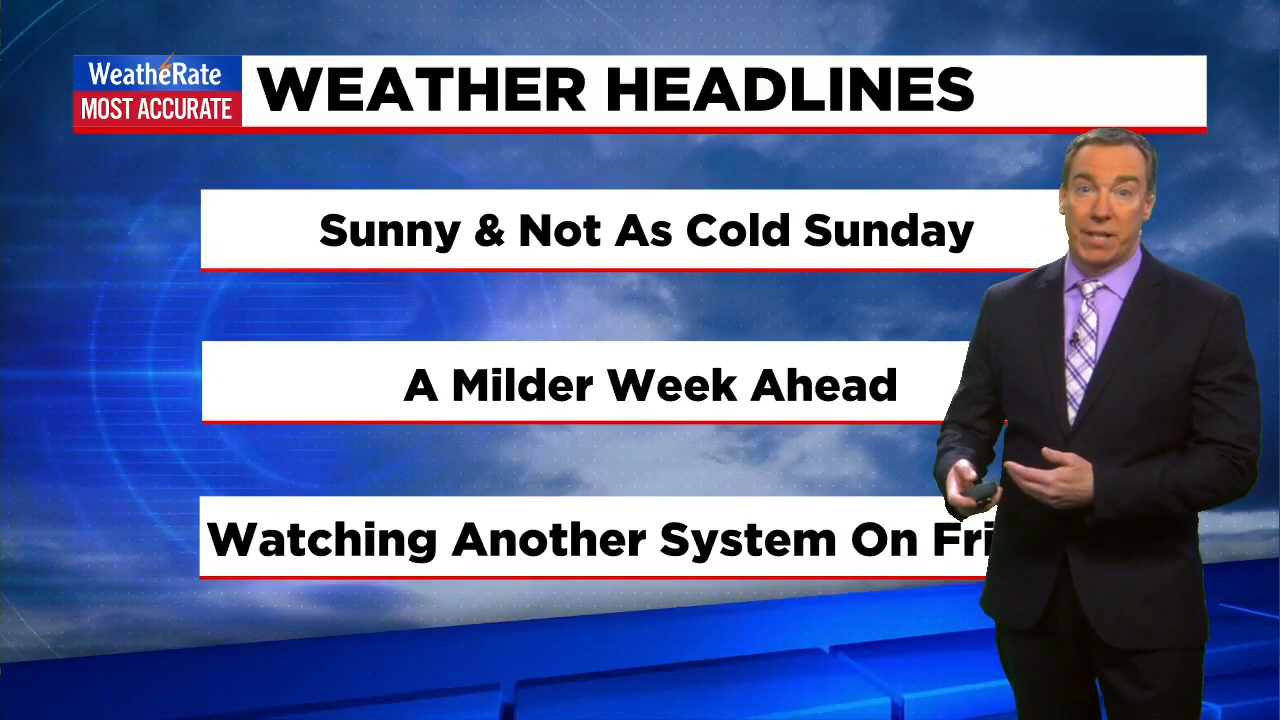 WeatheRate
MOST ACCURATE
WEATHER HEADLINES
Sunny & Not As Cold Sunday
A Milder Week Ahead
Watching Another System On Fri